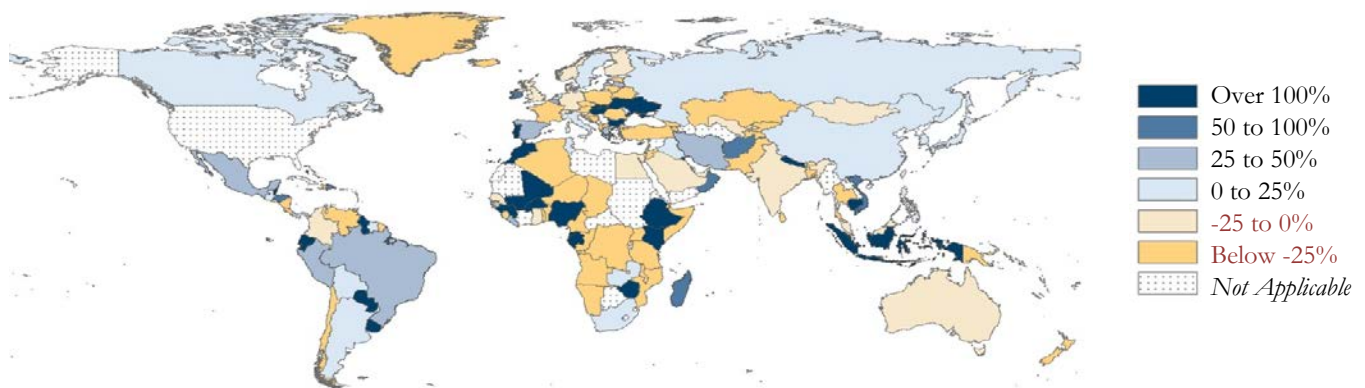 Over 100%
50 to 100%
25 to 50%
0 to 25%
-25 to 0%
Below -25%
Not Applicable